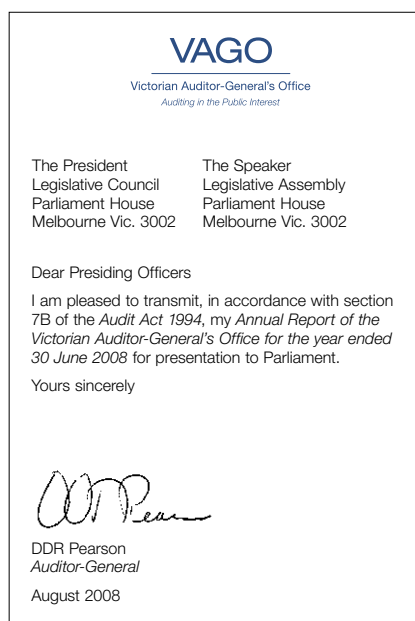 VAGO
Victorian Auditor-General's Office
Auditing in the Public Interest
The President
Legislative Council
Parliament House
Melbourne Vic. 3002
The Speaker
Legislative Assembly
Parliament House
Melbourne Vic. 3002
Dear Presiding Officers
I am pleased to transmit, in accordance with section
7B of the Audit Act 1994, my Annual Report of the
Victorian Auditor-General's Office for the year ended
30 June 2008 for presentation to Parliament.
Yours sincerely
DDR Pearson
Auditor-General
August 2008